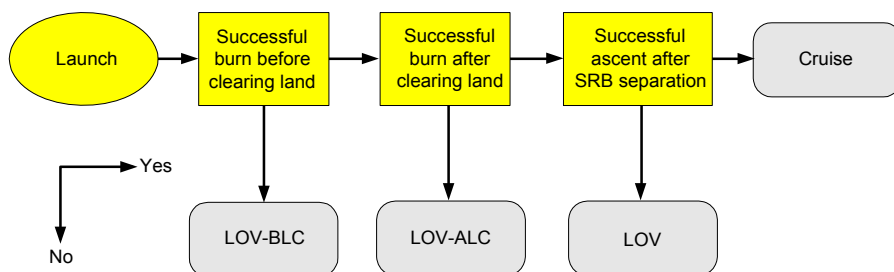 Launch
Successful
burn before
clearing land
Successful
burn after
clearing land
Successful
ascent after
SRB separation
Cruise
Yes
No
LOV-BLC
LOV-ALC
LOV